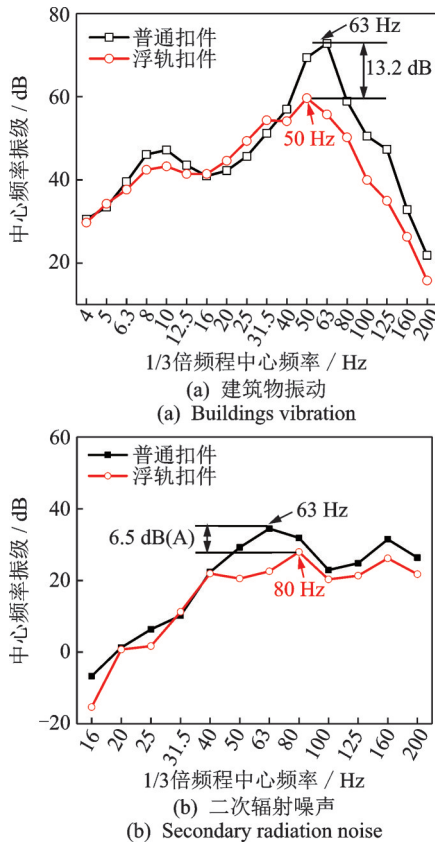 80
60
40
20
中心频率振级 / dB
普通扣件
浮轨扣件
63 Hz
13.2 dB
50 Hz
4 5 6.3 8 10 12.5 16 20 25 31.5 40 50 63 80 100 125 160 200
1/3倍频程中心频率 / Hz
(a) 建筑物振动
(a) Buildings vibration
60
40
20
0
−20
中心频率振级 / dB
普通扣件
浮轨扣件
63 Hz
6.5 dB(A)
80 Hz
16 20 25 31.5 40 50 63 80 100 125 160 200
1/3倍频程中心频率 / Hz
(b) 二次辐射噪声
(b) Secondary radiation noise